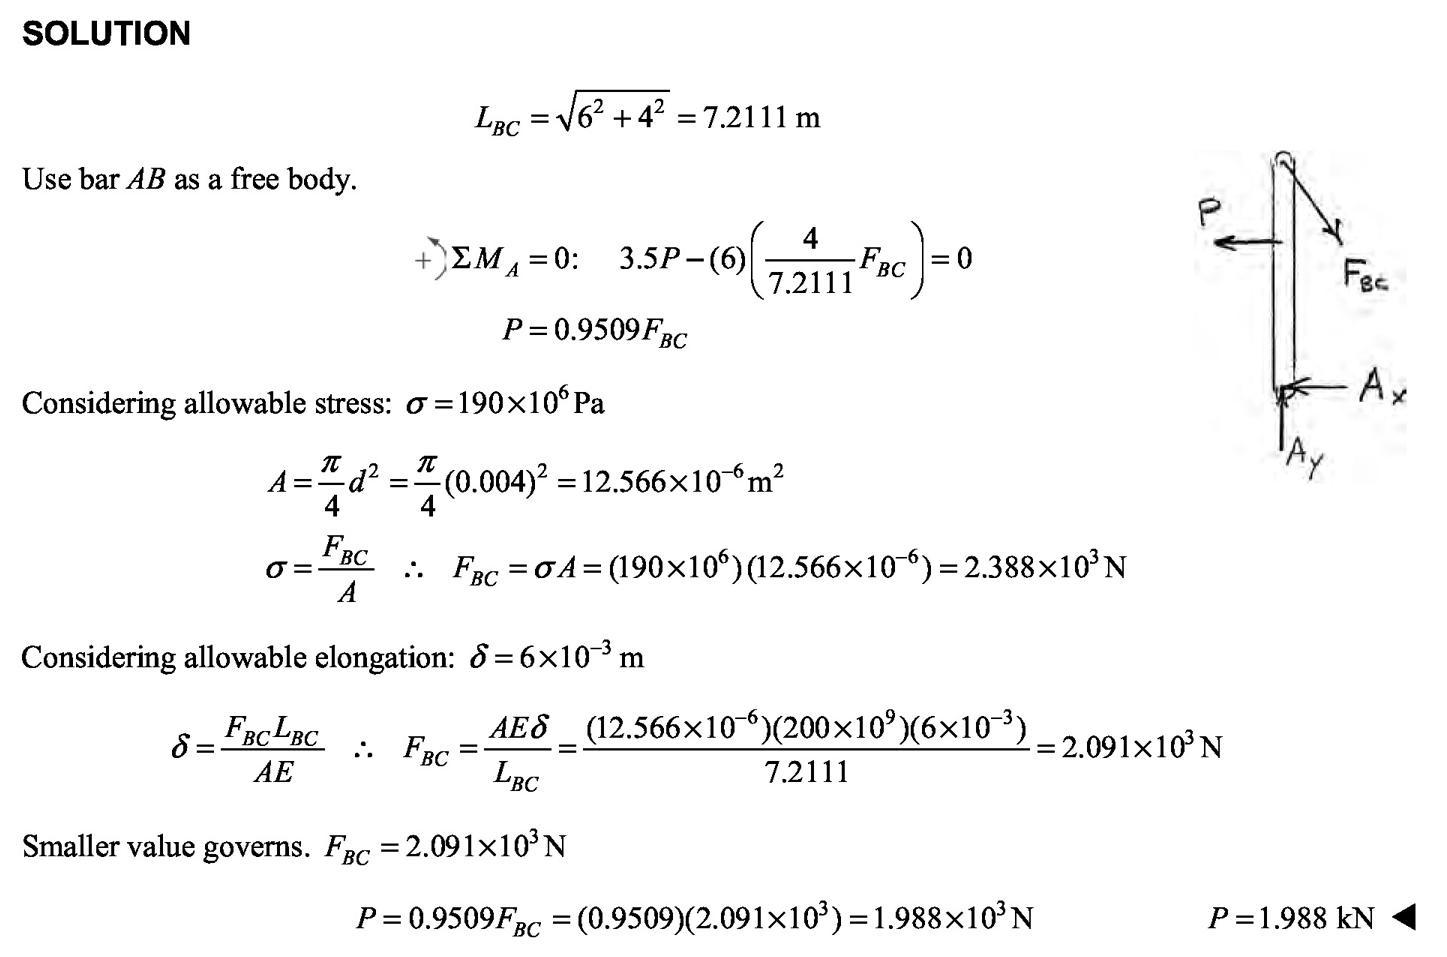 SOLUTION
L_BC = √(6² + 4²) = 7.2111 m
Use bar AB as a free body.
+↺ ΣM_A = 0: 3.5P − (6)(4/7.2111 F_BC) = 0
P = 0.9509F_BC
P
F_BC
A_x
A_y
Considering allowable stress: σ = 190×10⁶ Pa
A = π/4 d² = π/4 (0.004)² = 12.566×10⁻⁶ m²
σ = F_BC/A ∴ F_BC = σA = (190×10⁶)(12.566×10⁻⁶) = 2.388×10³ N
Considering allowable elongation: δ = 6×10⁻³ m
δ = F_BC L_BC/AE ∴ F_BC = AEδ/L_BC = (12.566×10⁻⁶)(200×10⁹)(6×10⁻³)/7.2111 = 2.091×10³ N
Smaller value governs. F_BC = 2.091×10³ N
P = 0.9509F_BC = (0.9509)(2.091×10³) = 1.988×10³ N P = 1.988 kN ◄